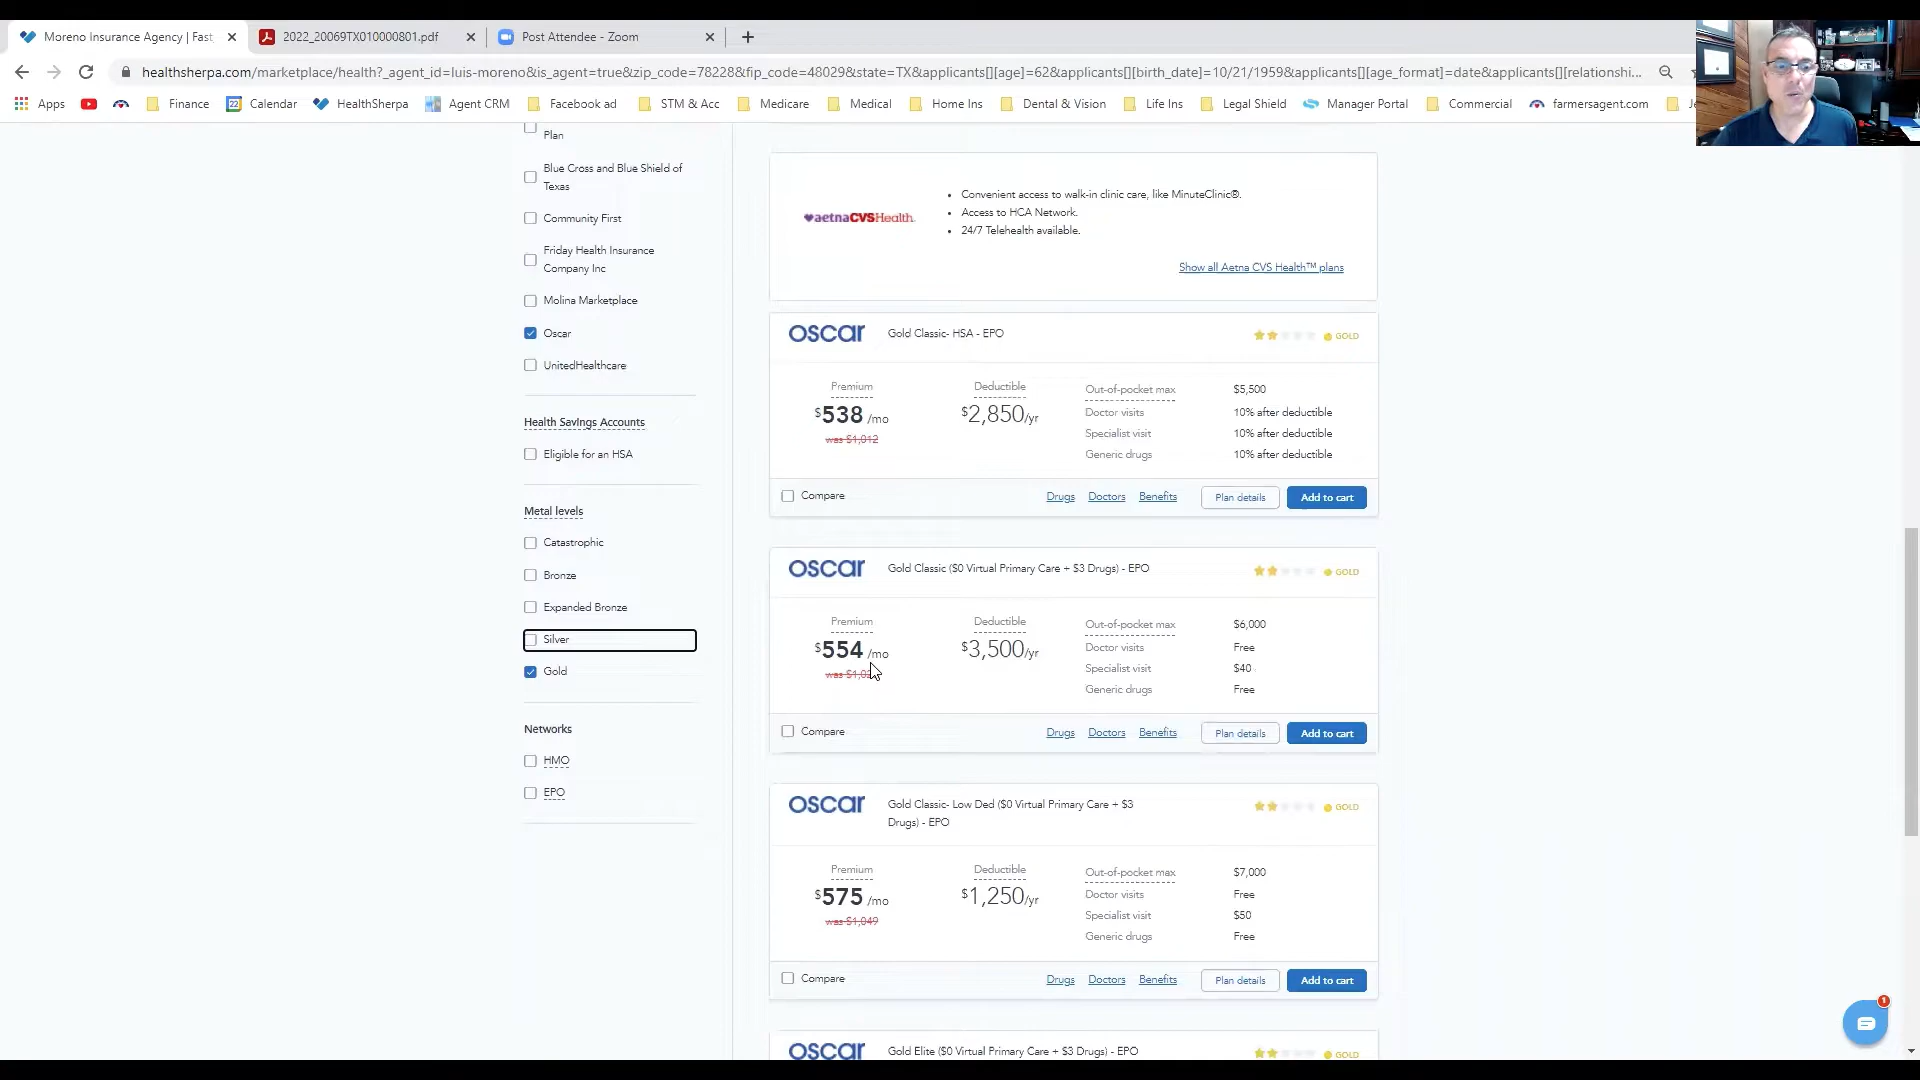 Moreno Insurance Agency | Fast
2022_20069TX010000801.pdf
Post Attendee - Zoom
healthsherpa.com/marketplace/health?_agent_id=luis-moreno&is_agent=true&zip_code=78228&fip_code=48029&state=TX&applicants[][age]=62&applicants[][birth_date]=10/21/1959&applicants[][age_format]=date&applicants[][relationshi...
Apps
Finance
22
Calendar
HealthSherpa
Agent CRM
Facebook ad
STM & Acc
Medicare
Medical
Home Ins
Dental & Vision
Life Ins
Legal Shield
Manager Portal
Commercial
farmersagent.com
Plan
Blue Cross and Blue Shield of
Texas
Community First
Friday Health Insurance
Company Inc
Molina Marketplace
Oscar
UnitedHealthcare
Health Savings Accounts
Eligible for an HSA
Metal levels
Catastrophic
Bronze
Expanded Bronze
Silver
Gold
Networks
HMO
EPO
aetna CVSHealth.
• Convenient access to walk-in clinic care, like MinuteClinic®.
• Access to HCA Network.
• 24/7 Telehealth available.
Show all Aetna CVS Health™ plans
oscar
Gold Classic- HSA - EPO
GOLD
Premium
$538 /mo
was $1,012
Deductible
$2,850/yr
Out-of-pocket max $5,500
Doctor visits 10% after deductible
Specialist visit 10% after deductible
Generic drugs 10% after deductible
Compare
Drugs Doctors Benefits Plan details Add to cart
oscar
Gold Classic ($0 Virtual Primary Care + $3 Drugs) - EPO
GOLD
Premium
$554 /mo
was
Deductible
$3,500/yr
Out-of-pocket max $6,000
Doctor visits Free
Specialist visit $40
Generic drugs Free
Compare
Drugs Doctors Benefits Plan details Add to cart
oscar
Gold Classic- Low Ded ($0 Virtual Primary Care + $3
Drugs) - EPO
GOLD
Premium
$575 /mo
was $1,049
Deductible
$1,250/yr
Out-of-pocket max $7,000
Doctor visits Free
Specialist visit $50
Generic drugs Free
Compare
Drugs Doctors Benefits Plan details Add to cart
oscar
Gold Elite ($0 Virtual Primary Care + $3 Drugs) - EPO
GOLD
1